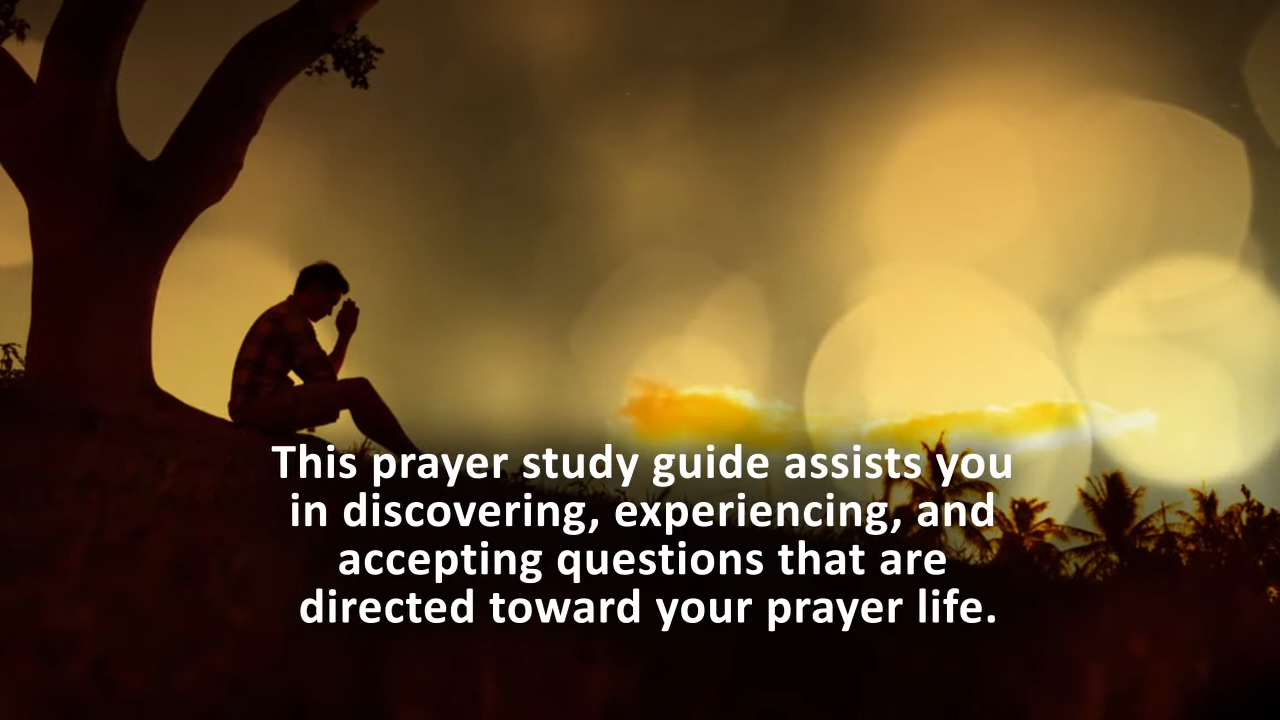 This prayer study guide assists you
in discovering, experiencing, and
accepting questions that are
directed toward your prayer life.